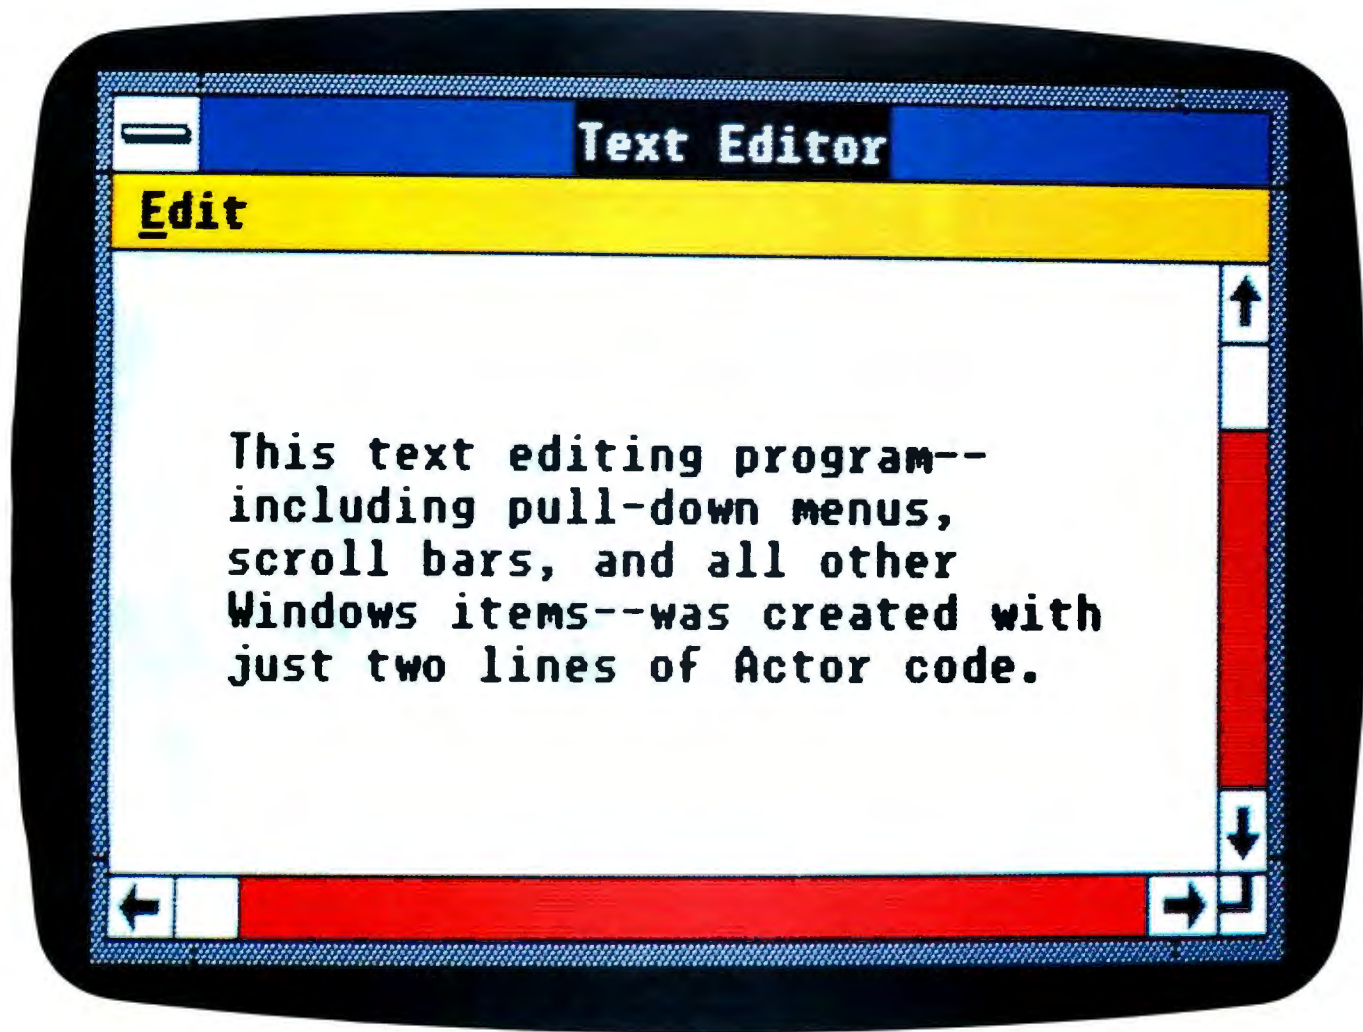 Text Editor
Edit
This text editing program--
including pull-down menus,
scroll bars, and all other
Windows items--was created with
just two lines of Actor code.